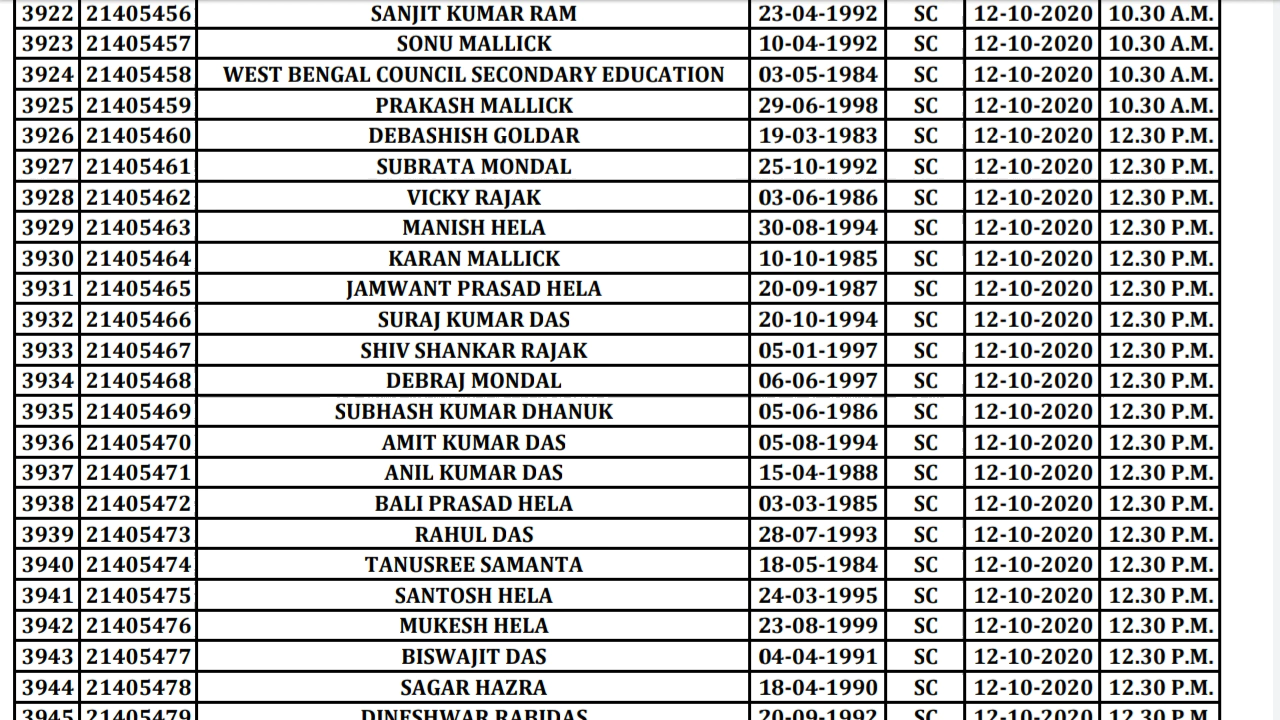 3922 21405456 SANJIT KUMAR RAM 23-04-1992 SC 12-10-2020 10.30 A.M.
3923 21405457 SONU MALLICK 10-04-1992 SC 12-10-2020 10.30 A.M.
3924 21405458 WEST BENGAL COUNCIL SECONDARY EDUCATION 03-05-1984 SC 12-10-2020 10.30 A.M.
3925 21405459 PRAKASH MALLICK 29-06-1998 SC 12-10-2020 10.30 A.M.
3926 21405460 DEBASHISH GOLDAR 19-03-1983 SC 12-10-2020 12.30 P.M.
3927 21405461 SUBRATA MONDAL 25-10-1992 SC 12-10-2020 12.30 P.M.
3928 21405462 VICKY RAJAK 03-06-1986 SC 12-10-2020 12.30 P.M.
3929 21405463 MANISH HELA 30-08-1994 SC 12-10-2020 12.30 P.M.
3930 21405464 KARAN MALLICK 10-10-1985 SC 12-10-2020 12.30 P.M.
3931 21405465 JAMWANT PRASAD HELA 20-09-1987 SC 12-10-2020 12.30 P.M.
3932 21405466 SURAJ KUMAR DAS 20-10-1994 SC 12-10-2020 12.30 P.M.
3933 21405467 SHIV SHANKAR RAJAK 05-01-1997 SC 12-10-2020 12.30 P.M.
3934 21405468 DEBRAJ MONDAL 06-06-1997 SC 12-10-2020 12.30 P.M.
3935 21405469 SUBHASH KUMAR DHANUK 05-06-1986 SC 12-10-2020 12.30 P.M.
3936 21405470 AMIT KUMAR DAS 05-08-1994 SC 12-10-2020 12.30 P.M.
3937 21405471 ANIL KUMAR DAS 15-04-1988 SC 12-10-2020 12.30 P.M.
3938 21405472 BALI PRASAD HELA 03-03-1985 SC 12-10-2020 12.30 P.M.
3939 21405473 RAHUL DAS 28-07-1993 SC 12-10-2020 12.30 P.M.
3940 21405474 TANUSREE SAMANTA 18-05-1984 SC 12-10-2020 12.30 P.M.
3941 21405475 SANTOSH HELA 24-03-1995 SC 12-10-2020 12.30 P.M.
3942 21405476 MUKESH HELA 23-08-1999 SC 12-10-2020 12.30 P.M.
3943 21405477 BISWAJIT DAS 04-04-1991 SC 12-10-2020 12.30 P.M.
3944 21405478 SAGAR HAZRA 18-04-1990 SC 12-10-2020 12.30 P.M.
3945 21405479 DINESHWAR RABIDAS 20-09-1992 SC 12-10-2020 12.30 P.M.